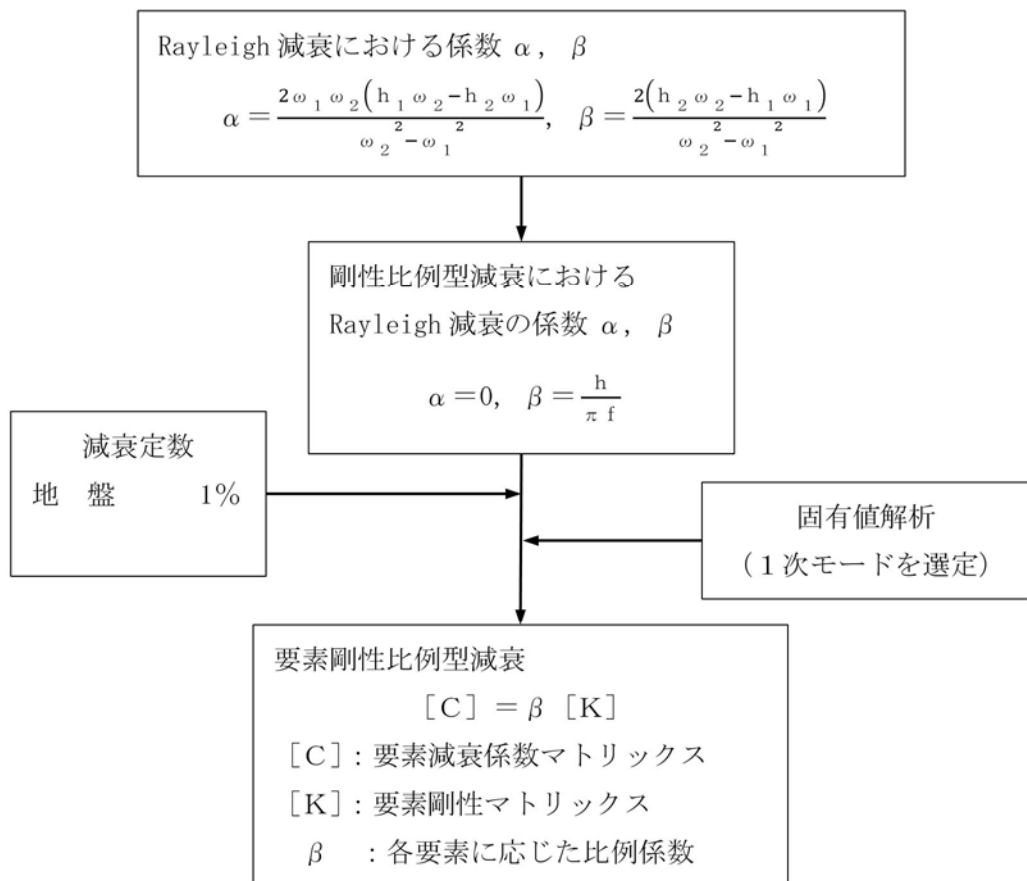 Rayleigh 減衰における係数 α, β
α=2ω₁ω₂(h₁ω₂-h₂ω₁)/ω₂²-ω₁², β=2(h₂ω₂-h₁ω₁)/ω₂²-ω₁²
剛性比例型減衰における
Rayleigh 減衰の係数 α, β
α=0, β=h/πf
減衰定数
地 盤 1%
固有値解析
(1次モードを選定)
要素剛性比例型減衰
[C]=β[K]
[C]:要素減衰係数マトリックス
[K]:要素剛性マトリックス
β :各要素に応じた比例係数